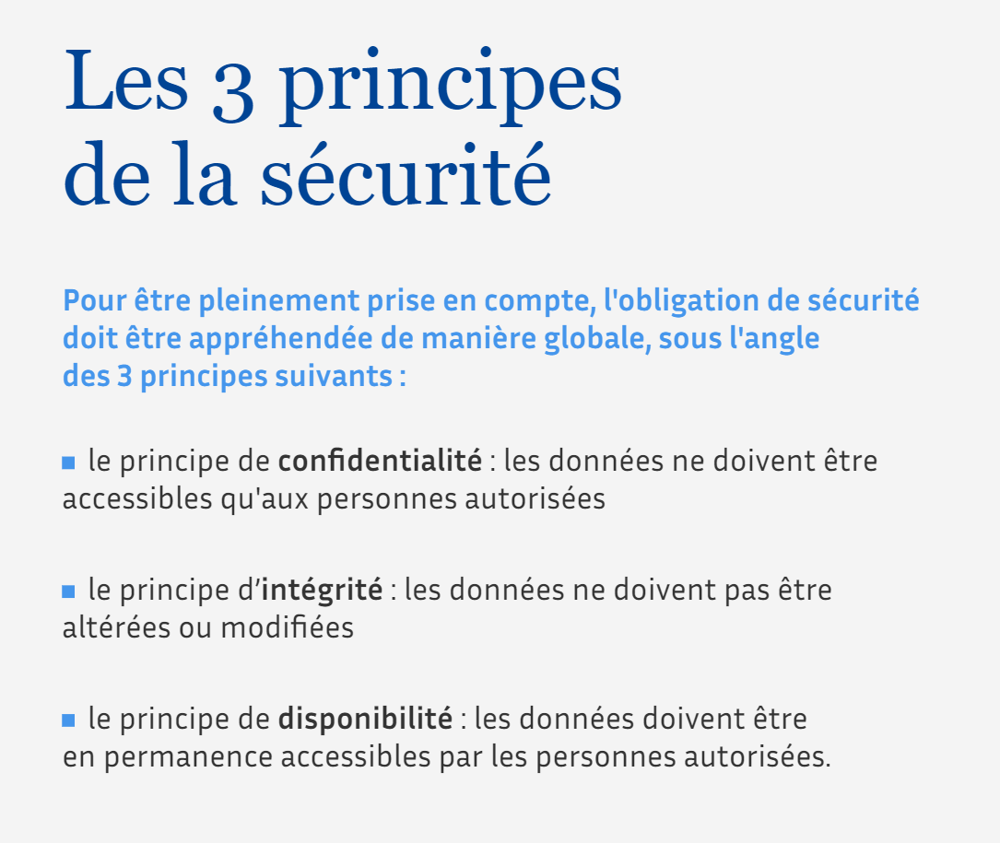 Les 3 principes
de la sécurité
Pour être pleinement prise en compte, l'obligation de sécurité
doit être appréhendée de manière globale, sous l'angle
des 3 principes suivants :
■ le principe de confidentialité : les données ne doivent être
accessibles qu'aux personnes autorisées
■ le principe d’intégrité : les données ne doivent pas être
altérées ou modifiées
■ le principe de disponibilité : les données doivent être
en permanence accessibles par les personnes autorisées.